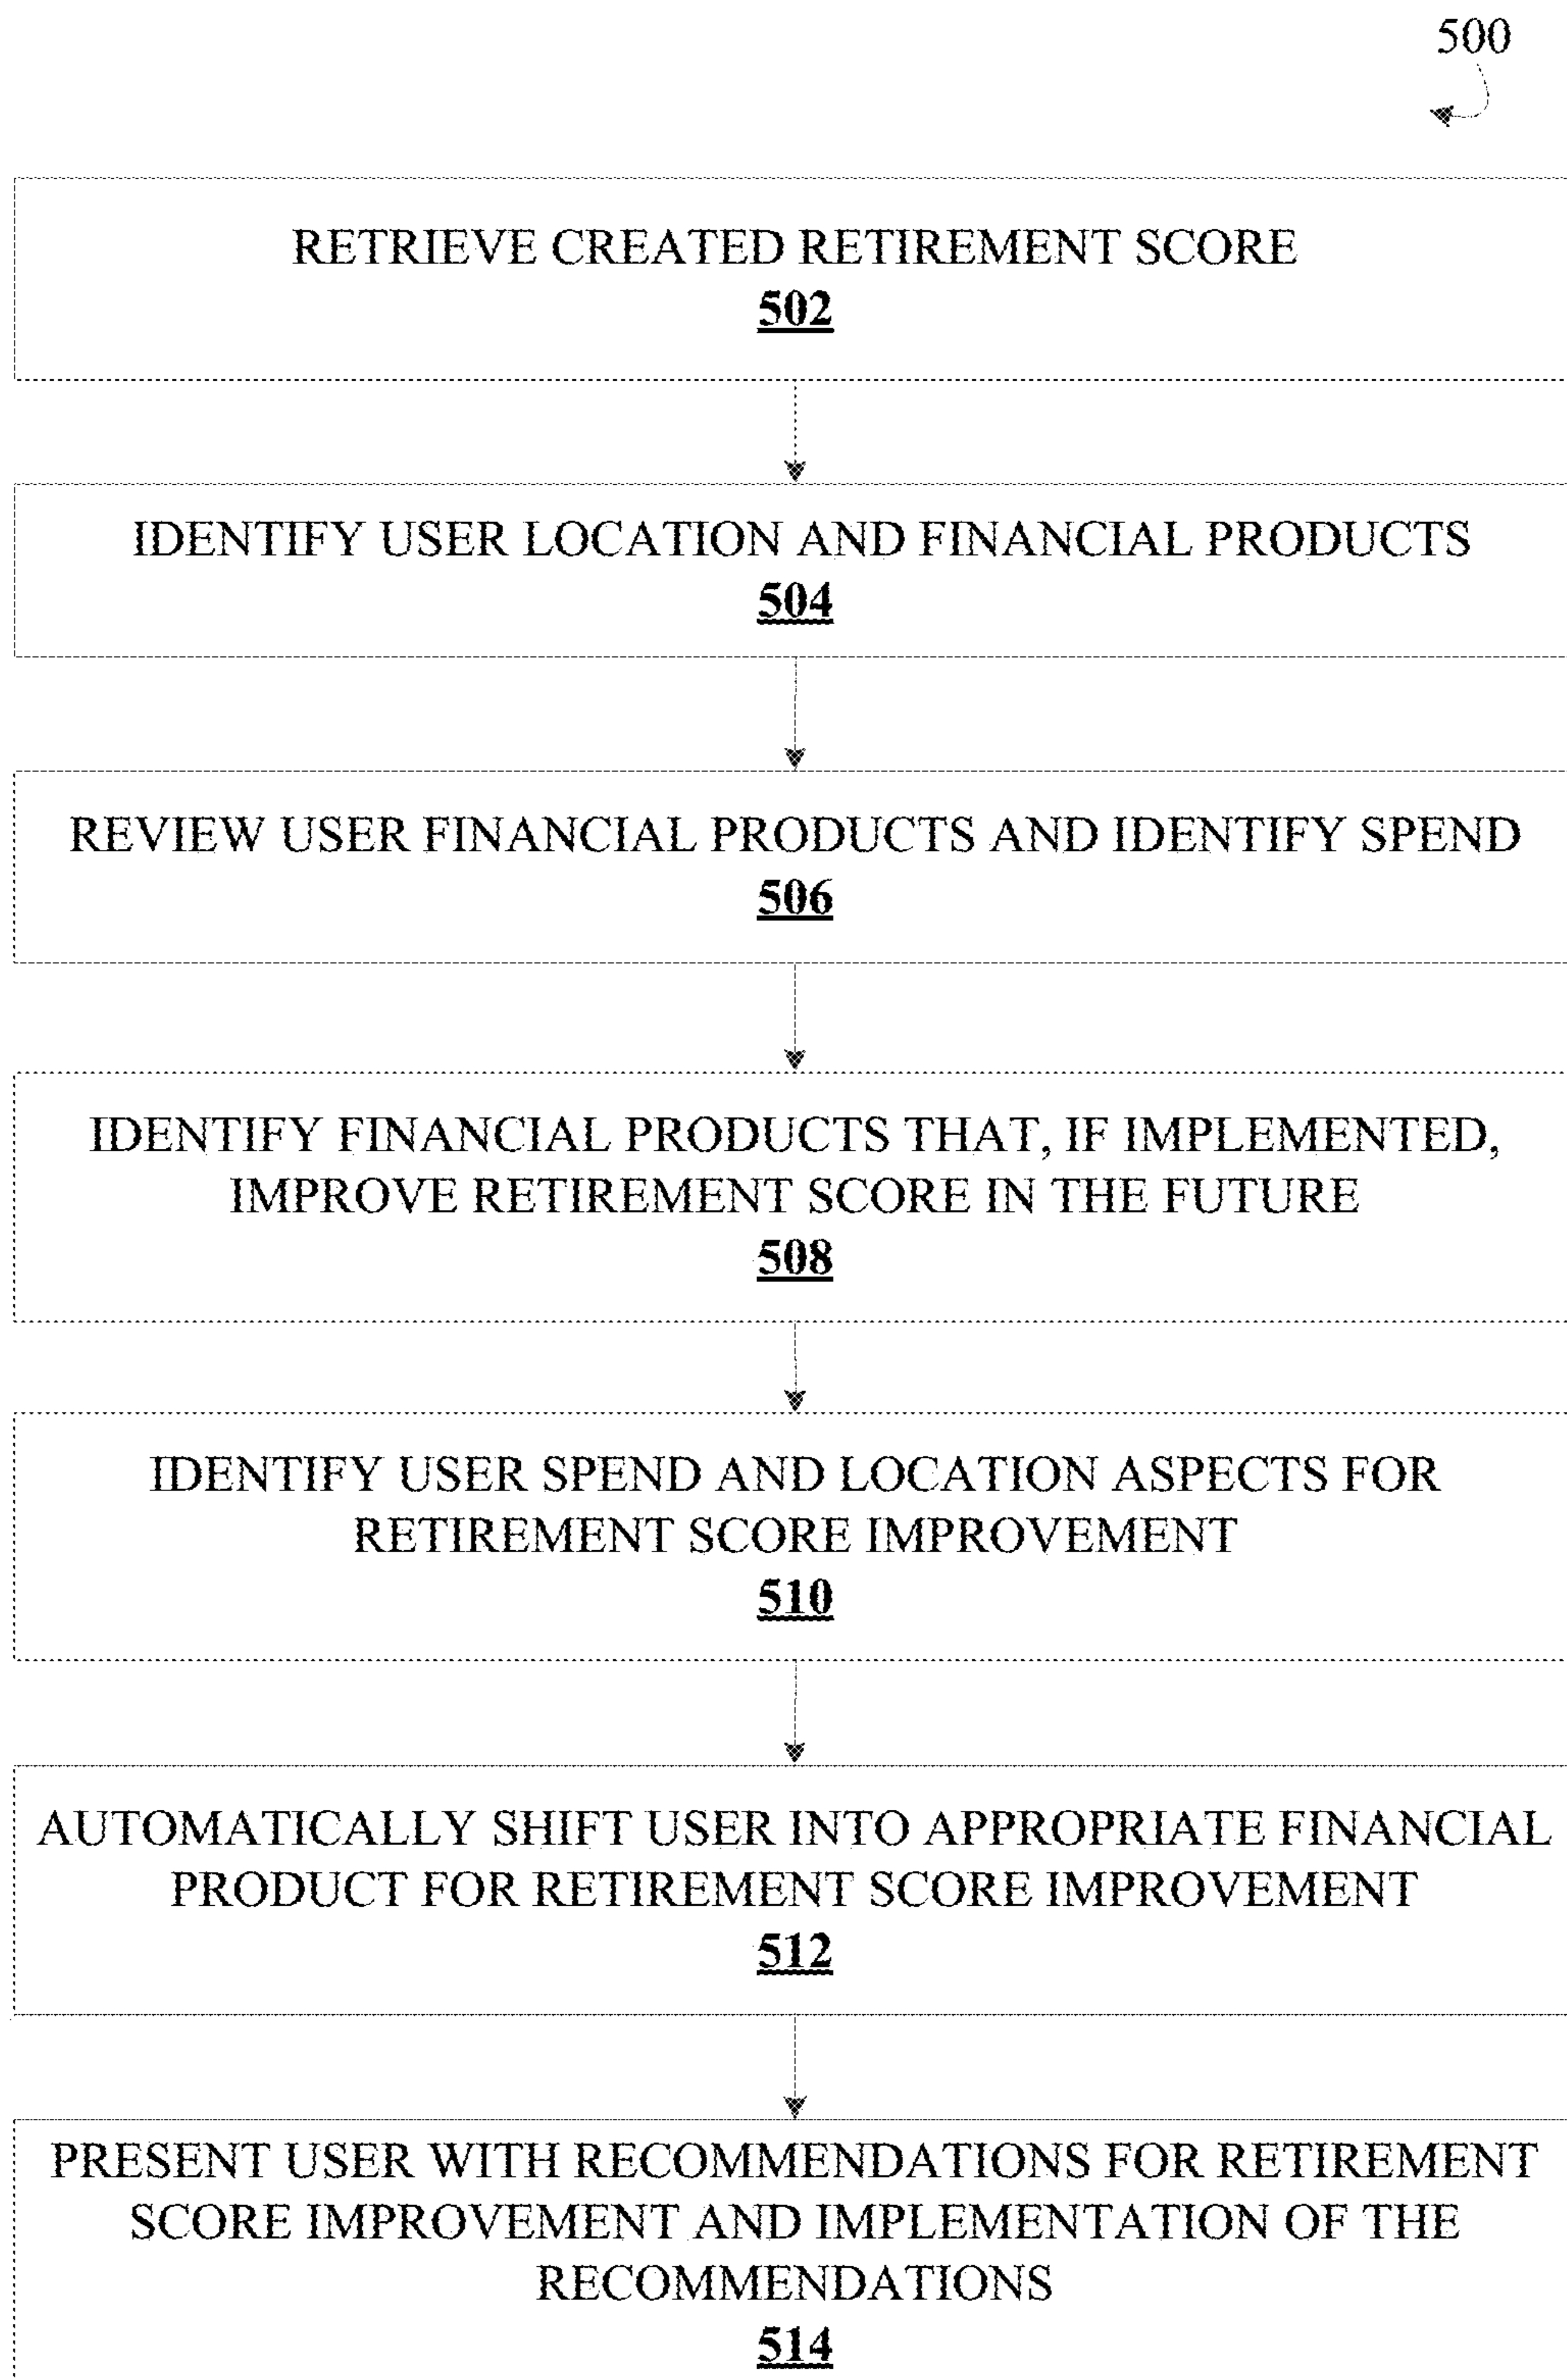 500
RETRIEVE CREATED RETIREMENT SCORE
502
IDENTIFY USER LOCATION AND FINANCIAL PRODUCTS
504
REVIEW USER FINANCIAL PRODUCTS AND IDENTIFY SPEND
506
IDENTIFY FINANCIAL PRODUCTS THAT, IF IMPLEMENTED,
IMPROVE RETIREMENT SCORE IN THE FUTURE
508
IDENTIFY USER SPEND AND LOCATION ASPECTS FOR
RETIREMENT SCORE IMPROVEMENT
510
AUTOMATICALLY SHIFT USER INTO APPROPRIATE FINANCIAL
PRODUCT FOR RETIREMENT SCORE IMPROVEMENT
512
PRESENT USER WITH RECOMMENDATIONS FOR RETIREMENT
SCORE IMPROVEMENT AND IMPLEMENTATION OF THE
RECOMMENDATIONS
514